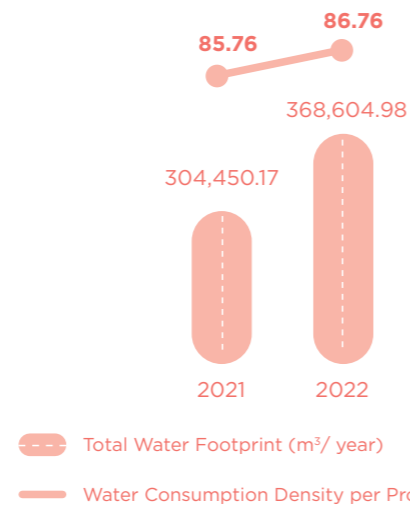 86.76
85.76
368,604.98
304,450.17
2021 2022
Total Water Footprint (m³/ year)
Water Consumption Density per